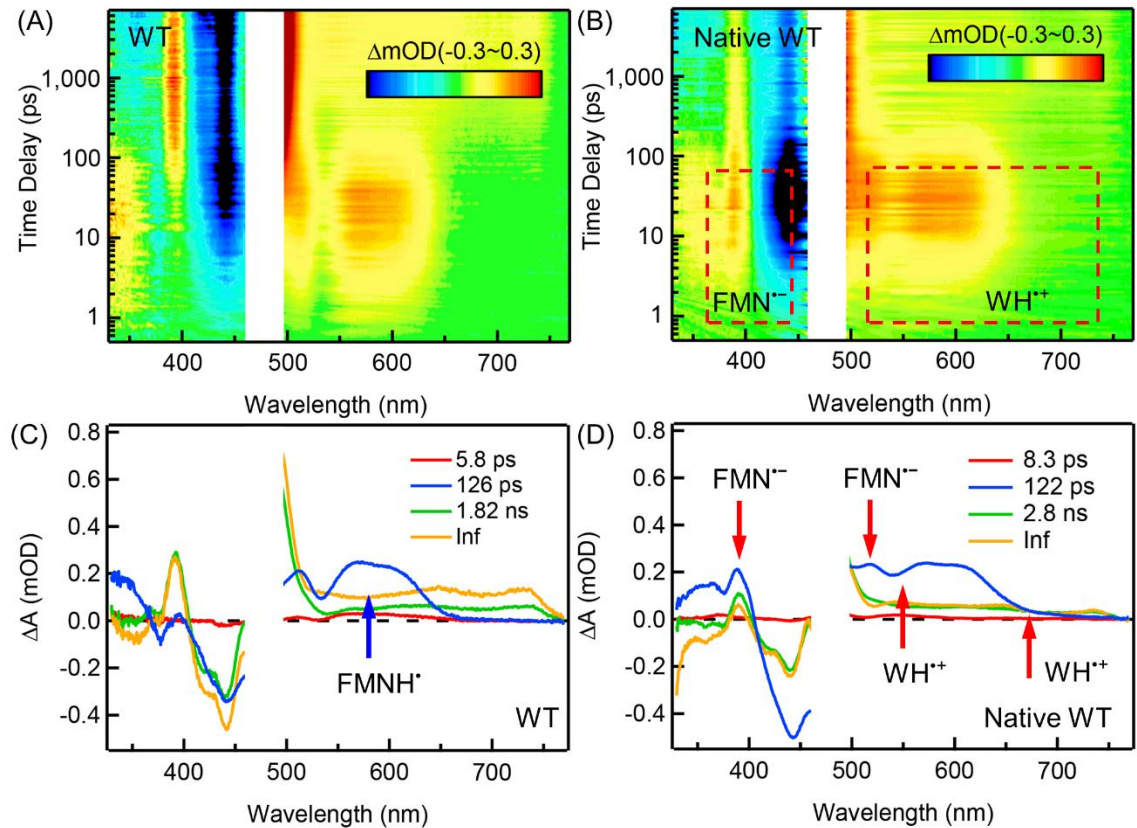 (A)
WT
ΔmOD(-0.3~0.3)
1,000
100
10
1
Time Delay (ps)
400
500
600
700
Wavelength (nm)
(B)
Native WT
ΔmOD(-0.3~0.3)
1,000
100
10
1
Time Delay (ps)
FMN•−
WH•+
400
500
600
700
Wavelength (nm)
(C)
0.8
0.6
0.4
0.2
0.0
-0.2
-0.4
ΔA (mOD)
5.8 ps
126 ps
1.82 ns
Inf
FMNH•
WT
400
500
600
700
Wavelength (nm)
(D)
0.8
0.6
0.4
0.2
0.0
-0.2
-0.4
ΔA (mOD)
FMN•−
FMN•−
8.3 ps
122 ps
2.8 ns
Inf
WH•+
WH•+
Native WT
400
500
600
700
Wavelength (nm)